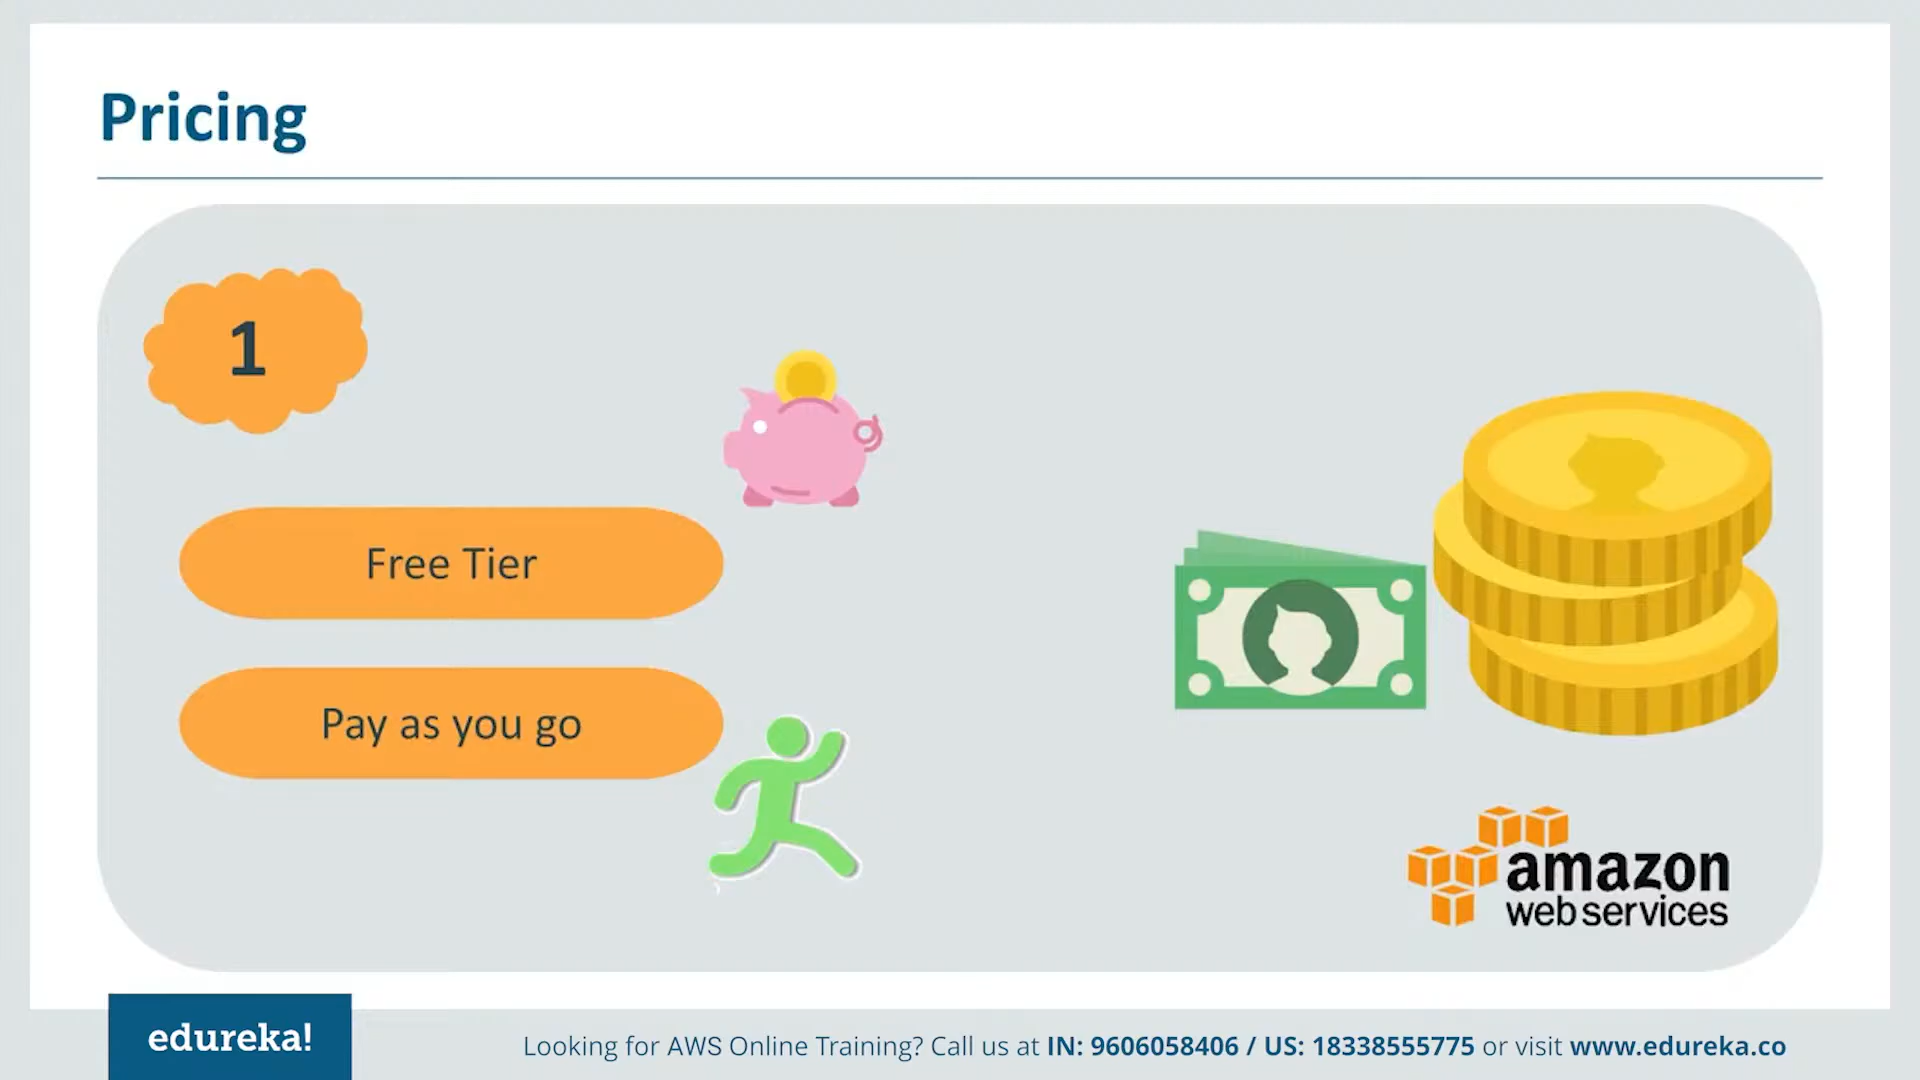 Pricing
1
Free Tier
Pay as you go
amazon
web services
edureka!
Looking for AWS Online Training? Call us at IN: 9606058406 / US: 18338555775 or visit www.edureka.co